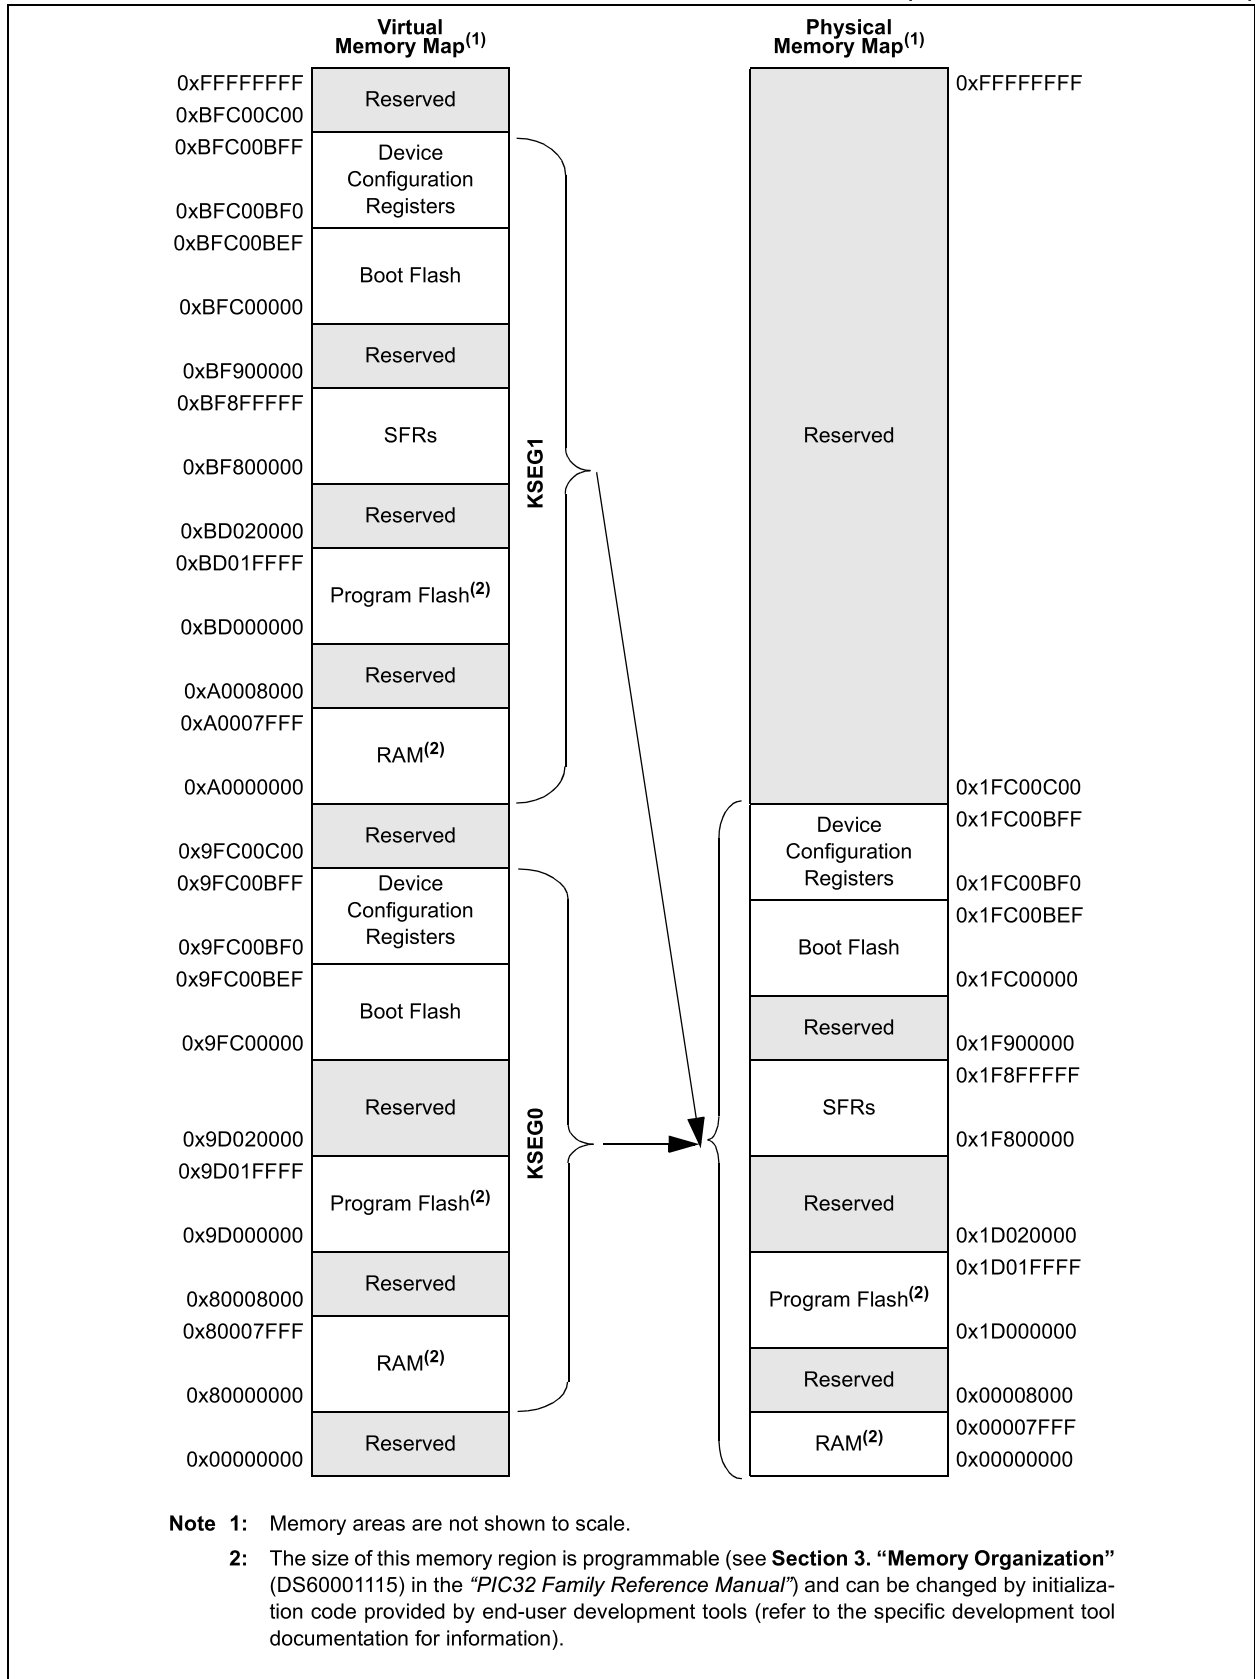 Virtual
Memory Map(1)
Physical
Memory Map(1)
0xFFFFFFFF
Reserved
0xBFC00C00
0xBFC00BFF
Device
Configuration
Registers
0xBFC00BF0
0xBFC00BEF
Boot Flash
0xBFC00000
Reserved
0xBF900000
0xBF8FFFFF
SFRs
0xBF800000
Reserved
0xBD020000
0xBD01FFFF
Program Flash(2)
0xBD000000
Reserved
0xA0008000
0xA0007FFF
RAM(2)
0xA0000000
KSEG1
Reserved
0x9FC00C00
0x9FC00BFF
Device
Configuration
Registers
0x9FC00BF0
0x9FC00BEF
Boot Flash
0x9FC00000
Reserved
0x9D020000
0x9D01FFFF
Program Flash(2)
0x9D000000
Reserved
0x80008000
0x80007FFF
RAM(2)
0x80000000
KSEG0
Reserved
0x00000000
0xFFFFFFFF
Reserved
0x1FC00C00
0x1FC00BFF
Device
Configuration
Registers
0x1FC00BF0
0x1FC00BEF
Boot Flash
0x1FC00000
Reserved
0x1F900000
0x1F8FFFFF
SFRs
0x1F800000
Reserved
0x1D020000
0x1D01FFFF
Program Flash(2)
0x1D000000
Reserved
0x00008000
0x00007FFF
RAM(2)
0x00000000
Note 1: Memory areas are not shown to scale.
2: The size of this memory region is programmable (see Section 3. “Memory Organization”
(DS60001115) in the “PIC32 Family Reference Manual”) and can be changed by initializa-
tion code provided by end-user development tools (refer to the specific development tool
documentation for information).